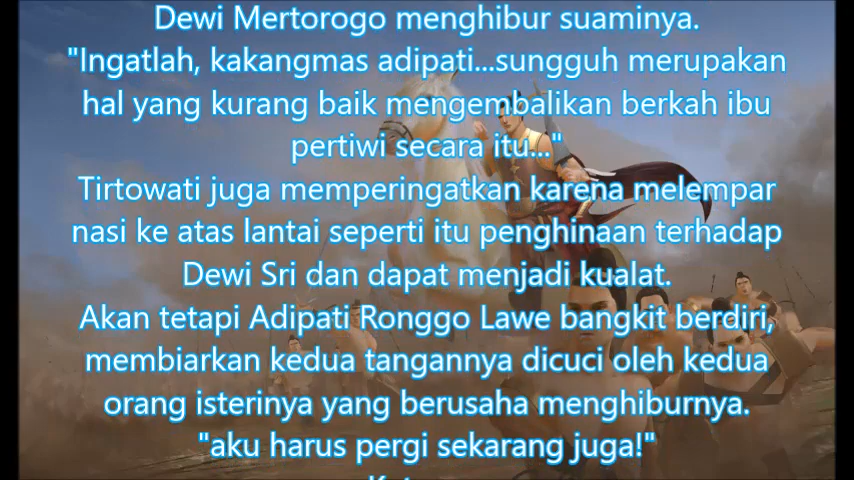 Dewi Mertorogo menghibur suaminya.
"Ingatlah, kakangmas adipati...sungguh merupakan
hal yang kurang baik mengembalikan berkah ibu
pertiwi secara itu..."
Tirtowati juga memperingatkan karena melempar
nasi ke atas lantai seperti itu penghinaan terhadap
Dewi Sri dan dapat menjadi kualat.
Akan tetapi Adipati Ronggo Lawe bangkit berdiri,
membiarkan kedua tangannya dicuci oleh kedua
orang isterinya yang berusaha menghiburnya.
"aku harus pergi sekarang juga!"